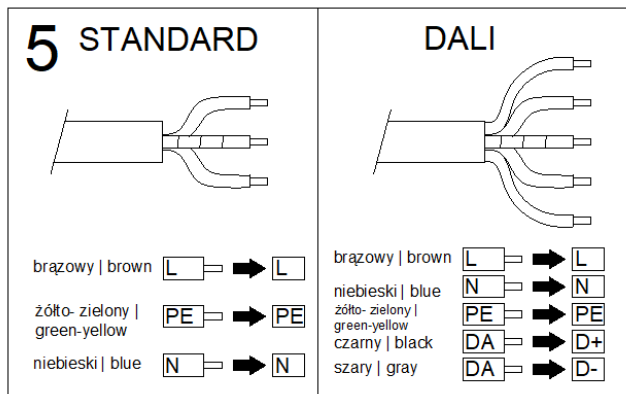 5 STANDARD
brązowy | brown L L
żółto- zielony |
green-yellow PE PE
niebieski | blue N N
DALI
brązowy | brown L L
niebieski | blue N N
żółto- zielony |
green-yellow PE PE
czarny | black DA D+
szary | gray DA D-